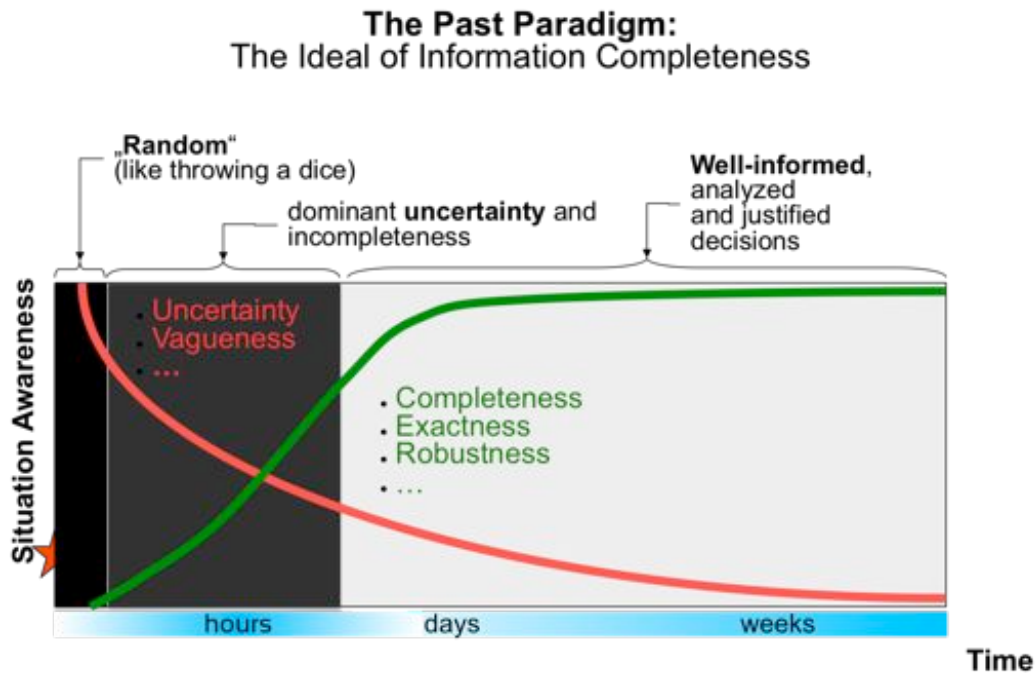 The Past Paradigm:
The Ideal of Information Completeness
„Random“
(like throwing a dice)
dominant uncertainty and
incompleteness
Well-informed,
analyzed
and justified
decisions
Situation Awareness
. Uncertainty
. Vagueness
. ...
. Completeness
. Exactness
. Robustness
. ...
hours
days
weeks
Time